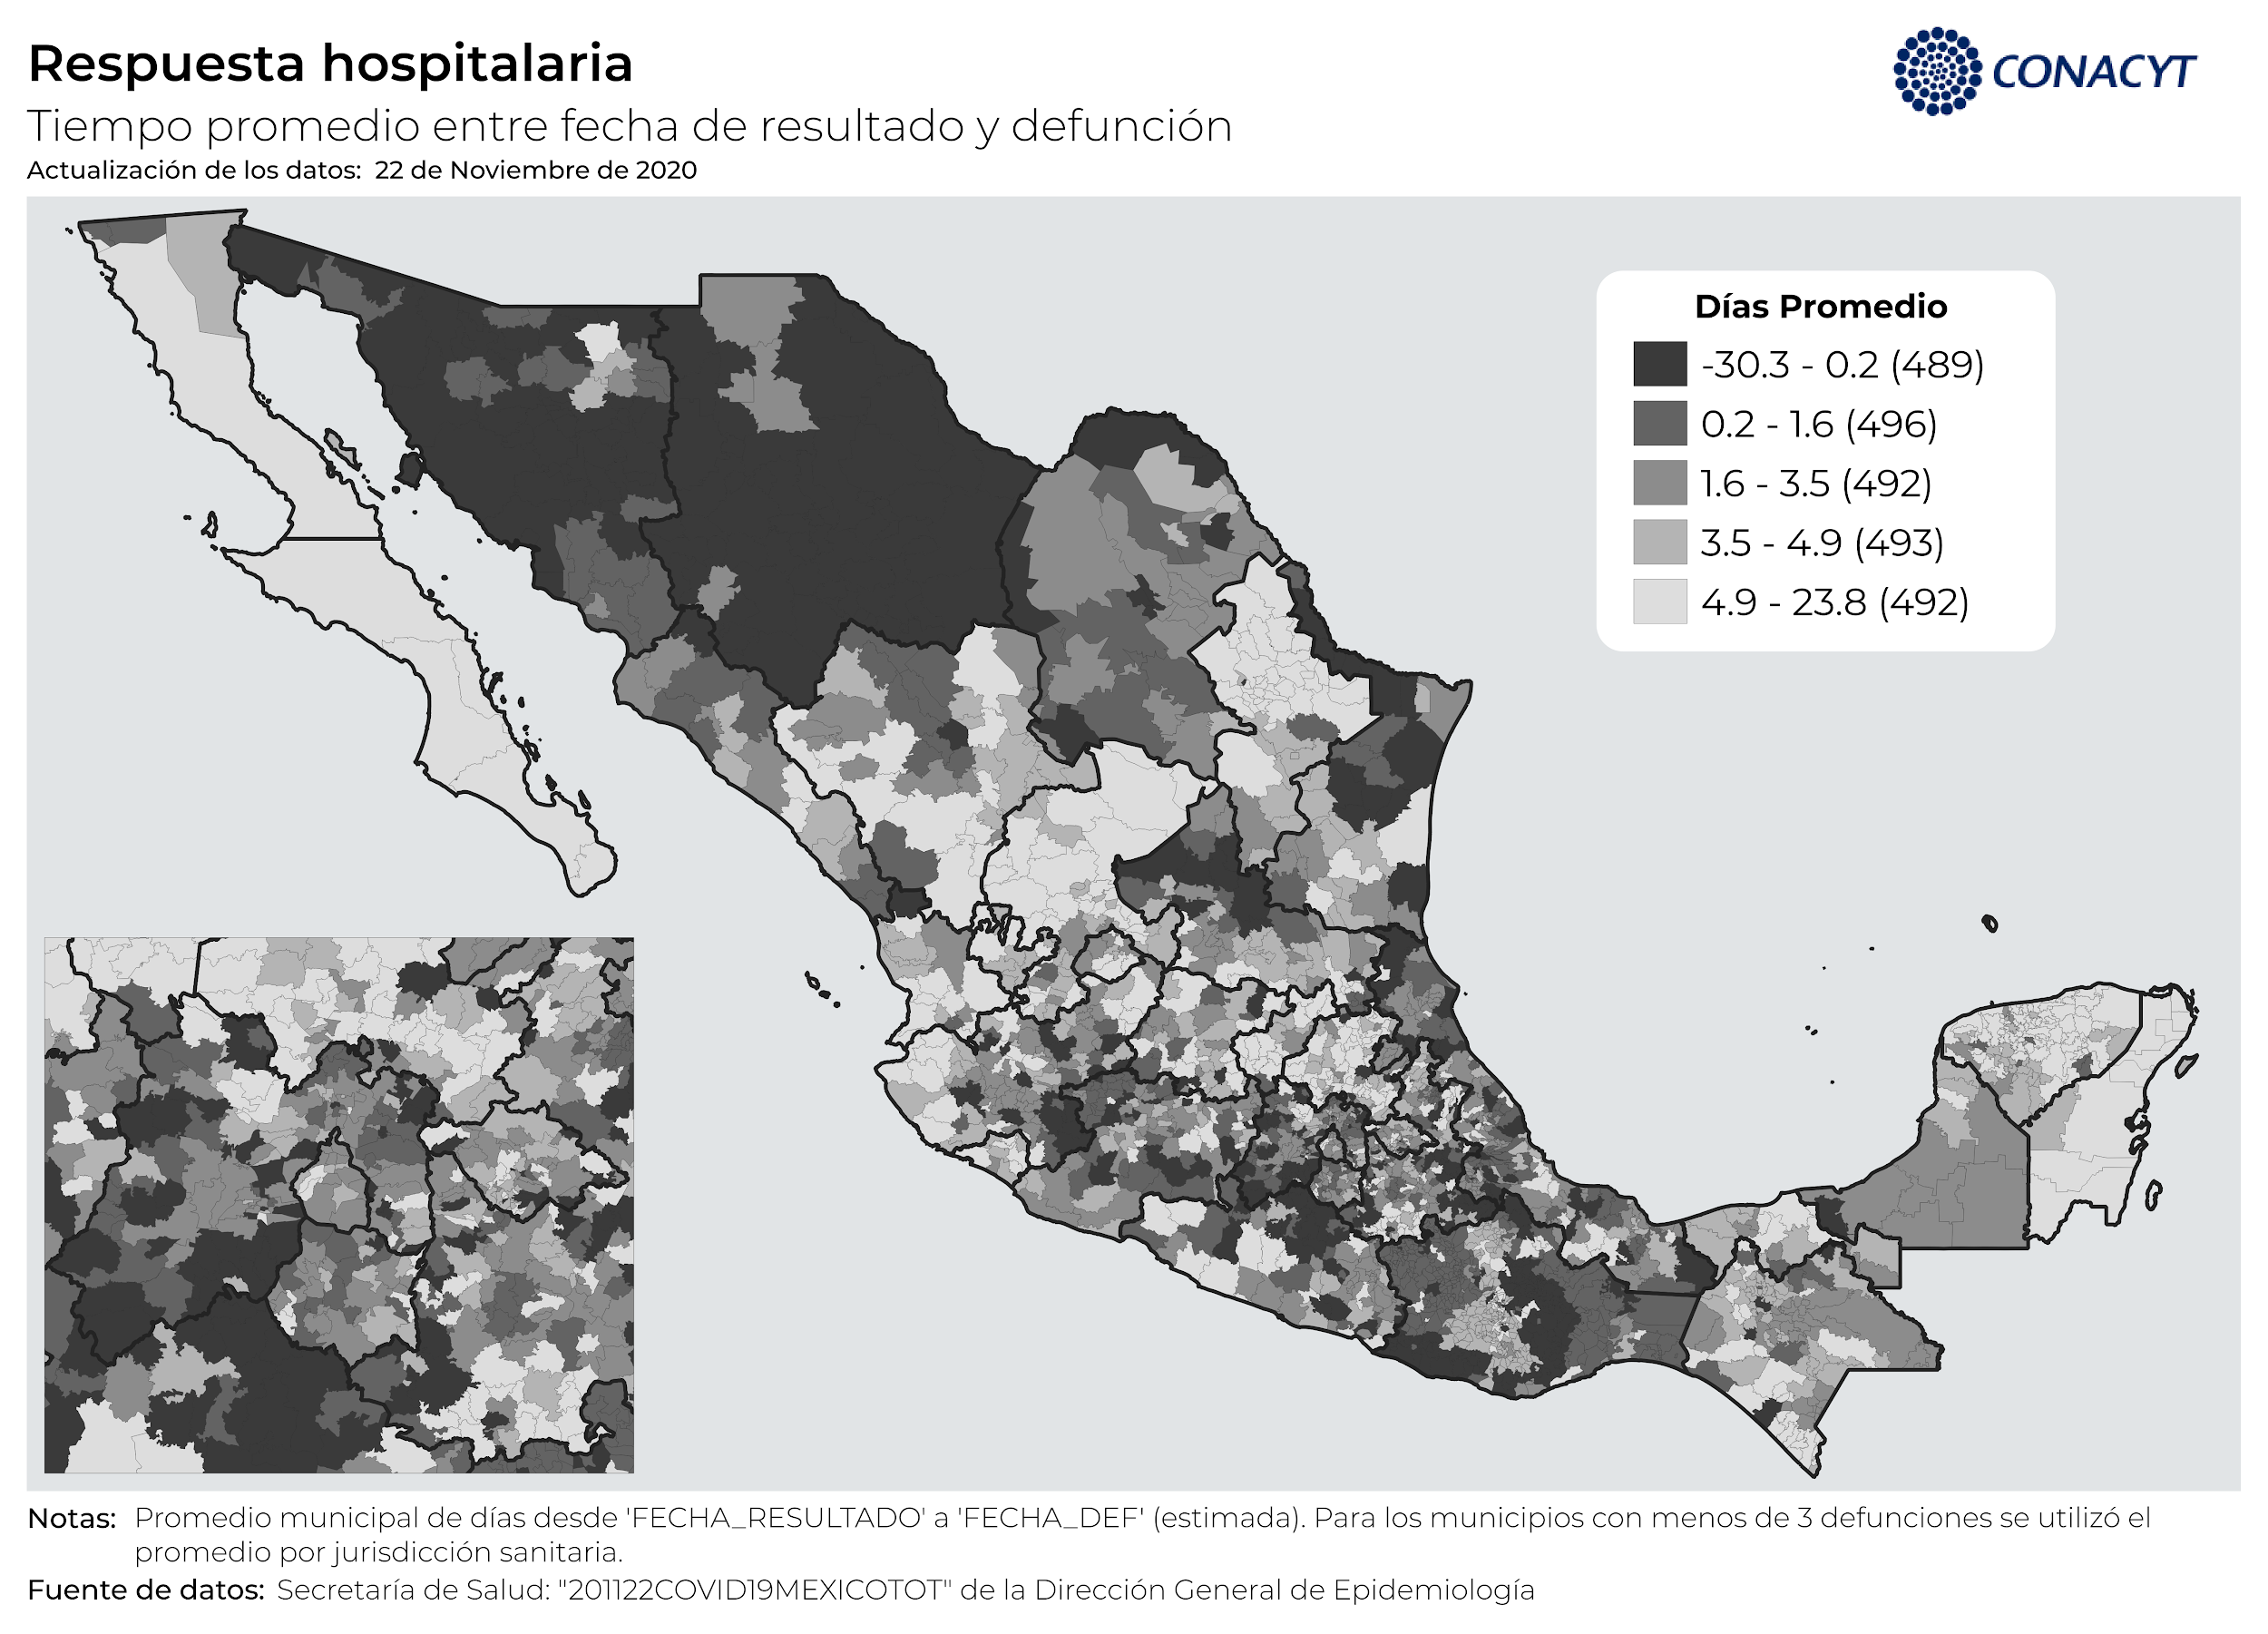 Respuesta hospitalaria
CONACYT
Tiempo promedio entre fecha de resultado y defunción
Actualización de los datos: 22 de Noviembre de 2020
Días Promedio
-30.3 - 0.2 (489)
0.2 - 1.6 (496)
1.6 - 3.5 (492)
3.5 - 4.9 (493)
4.9 - 23.8 (492)
Notas: Promedio municipal de días desde 'FECHA_RESULTADO' a 'FECHA_DEF' (estimada). Para los municipios con menos de 3 defunciones se utilizó el
promedio por jurisdicción sanitaria.
Fuente de datos: Secretaría de Salud: "201122COVID19MEXICOTOT" de la Dirección General de Epidemiología